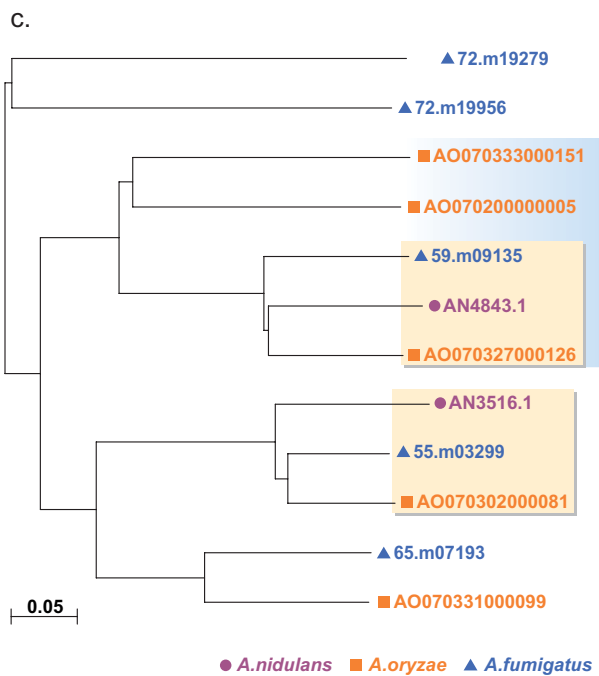 C.
72.m19279
72.m19956
AO070333000151
AO070200000005
59.m09135
AN4843.1
AO070327000126
AN3516.1
55.m03299
AO070302000081
65.m07193
AO070331000099
0.05
A.nidulans A.oryzae A.fumigatus